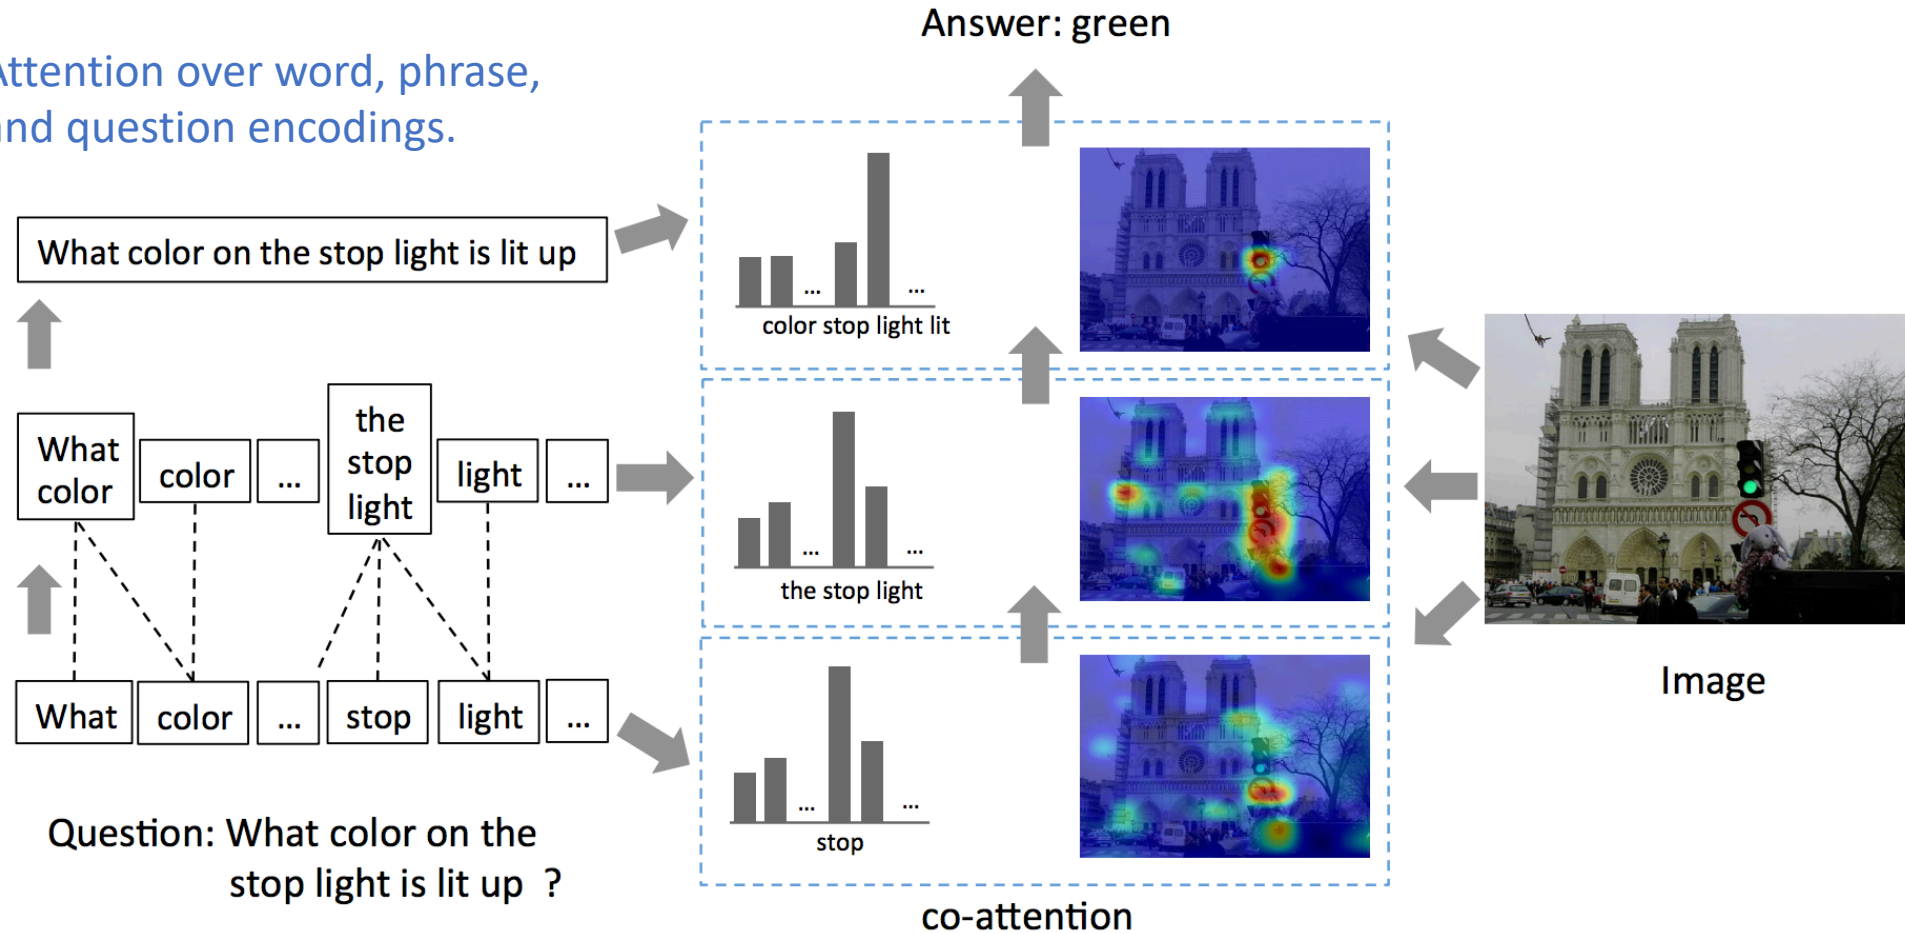 Answer: green
Attention over word, phrase,
and question encodings.
What color on the stop light is lit up
... ...
color stop light lit
What color
color
...
the stop light
light
...
... ...
the stop light
What
color
...
stop
light
...
... ...
stop
Image
Question: What color on the
stop light is lit up ?
co-attention